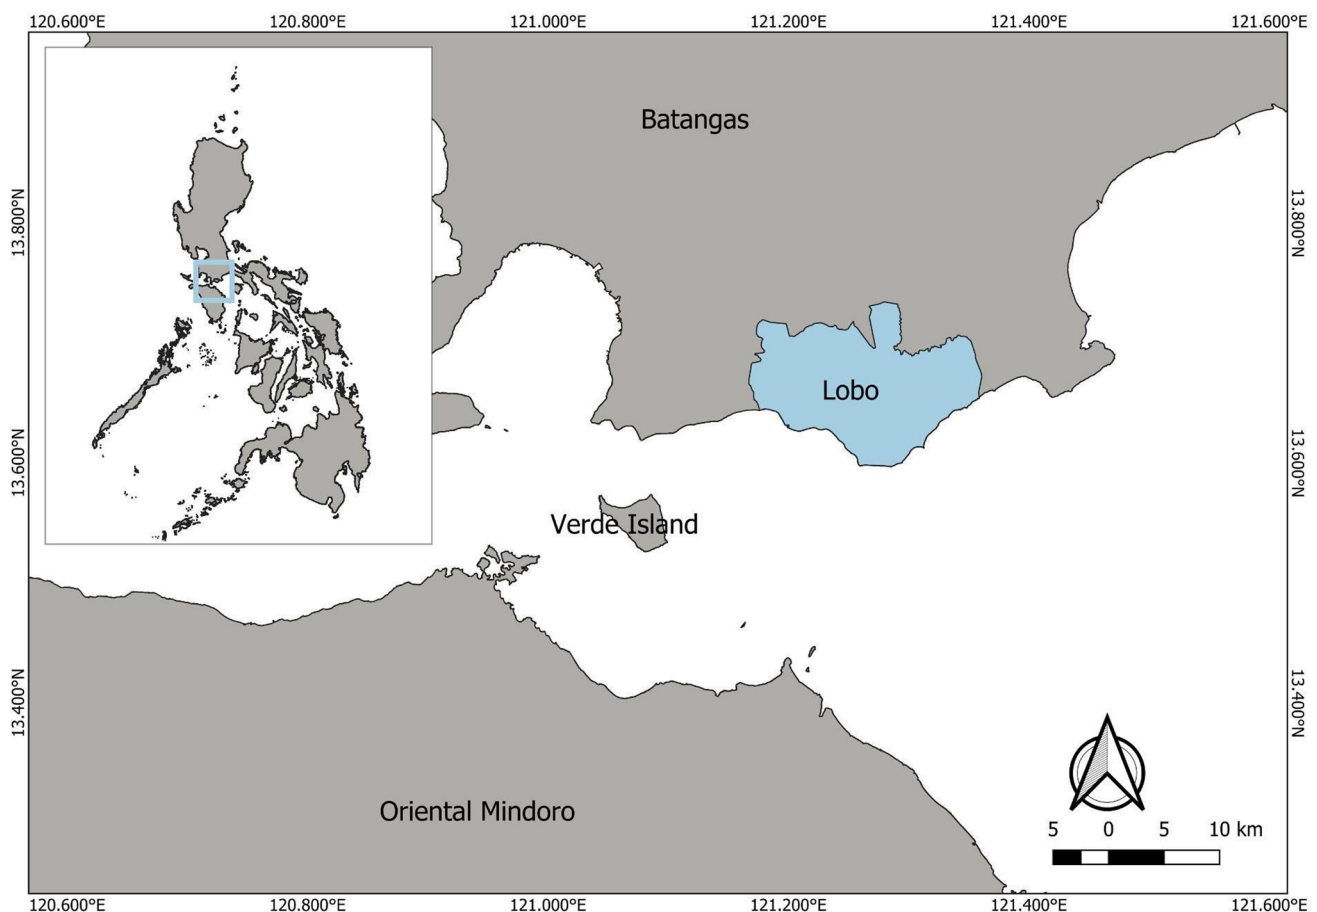 120.600°E 120.800°E 121.000°E 121.200°E 121.400°E 121.600°E
Batangas
13.800°N 13.800°N
Lobo
13.600°N 13.600°N
Verde Island
13.400°N 13.400°N
Oriental Mindoro
5 0 5 10 km
120.600°E 120.800°E 121.000°E 121.200°E 121.400°E 121.600°E